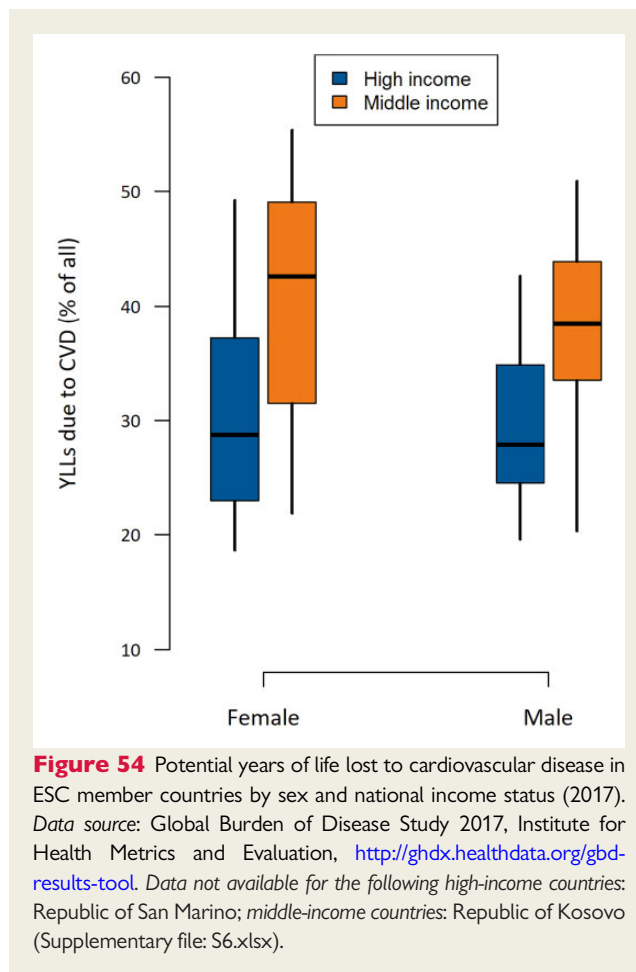 High income
Middle income
60
50
40
30
20
10
YLLs due to CVD (% of all)
Female Male
Figure 54 Potential years of life lost to cardiovascular disease in
ESC member countries by sex and national income status (2017).
Data source: Global Burden of Disease Study 2017, Institute for
Health Metrics and Evaluation, http://ghdx.healthdata.org/gbd-
results-tool. Data not available for the following high-income countries:
Republic of San Marino; middle-income countries: Republic of Kosovo
(Supplementary file: S6.xlsx).